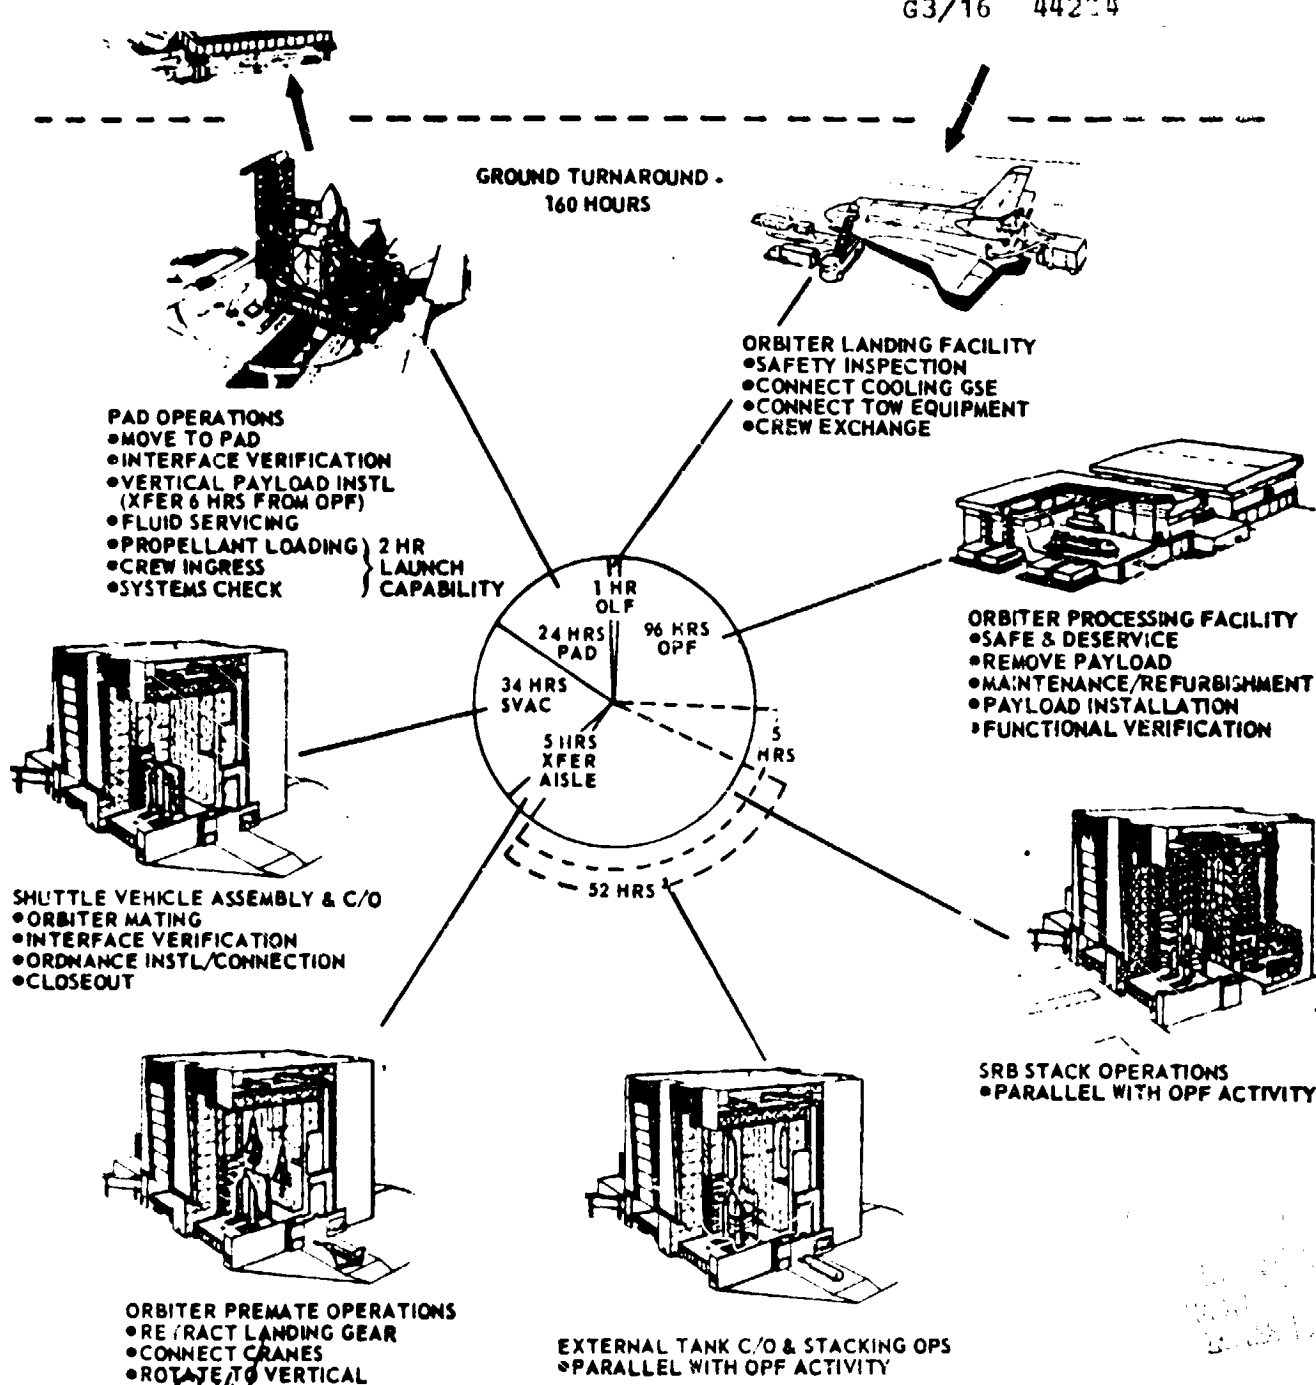 G3/16
GROUND TURNAROUND -
160 HOURS
ORBITER LANDING FACILITY
•SAFETY INSPECTION
•CONNECT COOLING GSE
•CONNECT TOW EQUIPMENT
•CREW EXCHANGE
PAD OPERATIONS
•MOVE TO PAD
•INTERFACE VERIFICATION
•VERTICAL PAYLOAD INSTL
(XFER 6 HRS FROM OPF)
•FLUID SERVICING
•PROPELLANT LOADING } 2 HR
•CREW INGRESS } LAUNCH
•SYSTEMS CHECK } CAPABILITY
1 HR
OLF
24 HRS
PAD
96 HRS
OPF
34 HRS
SVAC
5 HRS
XFER
AISLE
5
HRS
52 HRS
ORBITER PROCESSING FACILITY
•SAFE & DESERVICE
•REMOVE PAYLOAD
•MAINTENANCE/REFURBISHMENT
•PAYLOAD INSTALLATION
•FUNCTIONAL VERIFICATION
SHUTTLE VEHICLE ASSEMBLY & C/O
•ORBITER MATING
•INTERFACE VERIFICATION
•ORDNANCE INSTL/CONNECTION
•CLOSEOUT
SRB STACK OPERATIONS
•PARALLEL WITH OPF ACTIVITY
ORBITER PREMATE OPERATIONS
•RETRACT LANDING GEAR
•CONNECT CRANES
•ROTATE TO VERTICAL
EXTERNAL TANK C/O & STACKING OPS
•PARALLEL WITH OPF ACTIVITY